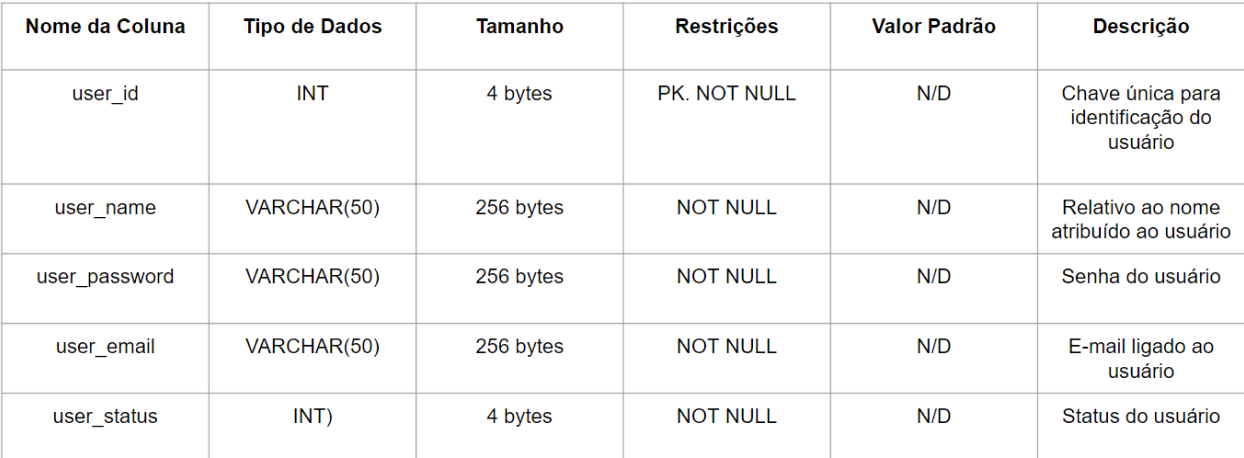 Nome da Coluna Tipo de Dados Tamanho Restrições Valor Padrão Descrição
user_id INT 4 bytes PK. NOT NULL N/D Chave única para
identificação do
usuário
user_name VARCHAR(50) 256 bytes NOT NULL N/D Relativo ao nome
atribuído ao usuário
user_password VARCHAR(50) 256 bytes NOT NULL N/D Senha do usuário
user_email VARCHAR(50) 256 bytes NOT NULL N/D E-mail ligado ao
usuário
user_status INT) 4 bytes NOT NULL N/D Status do usuário